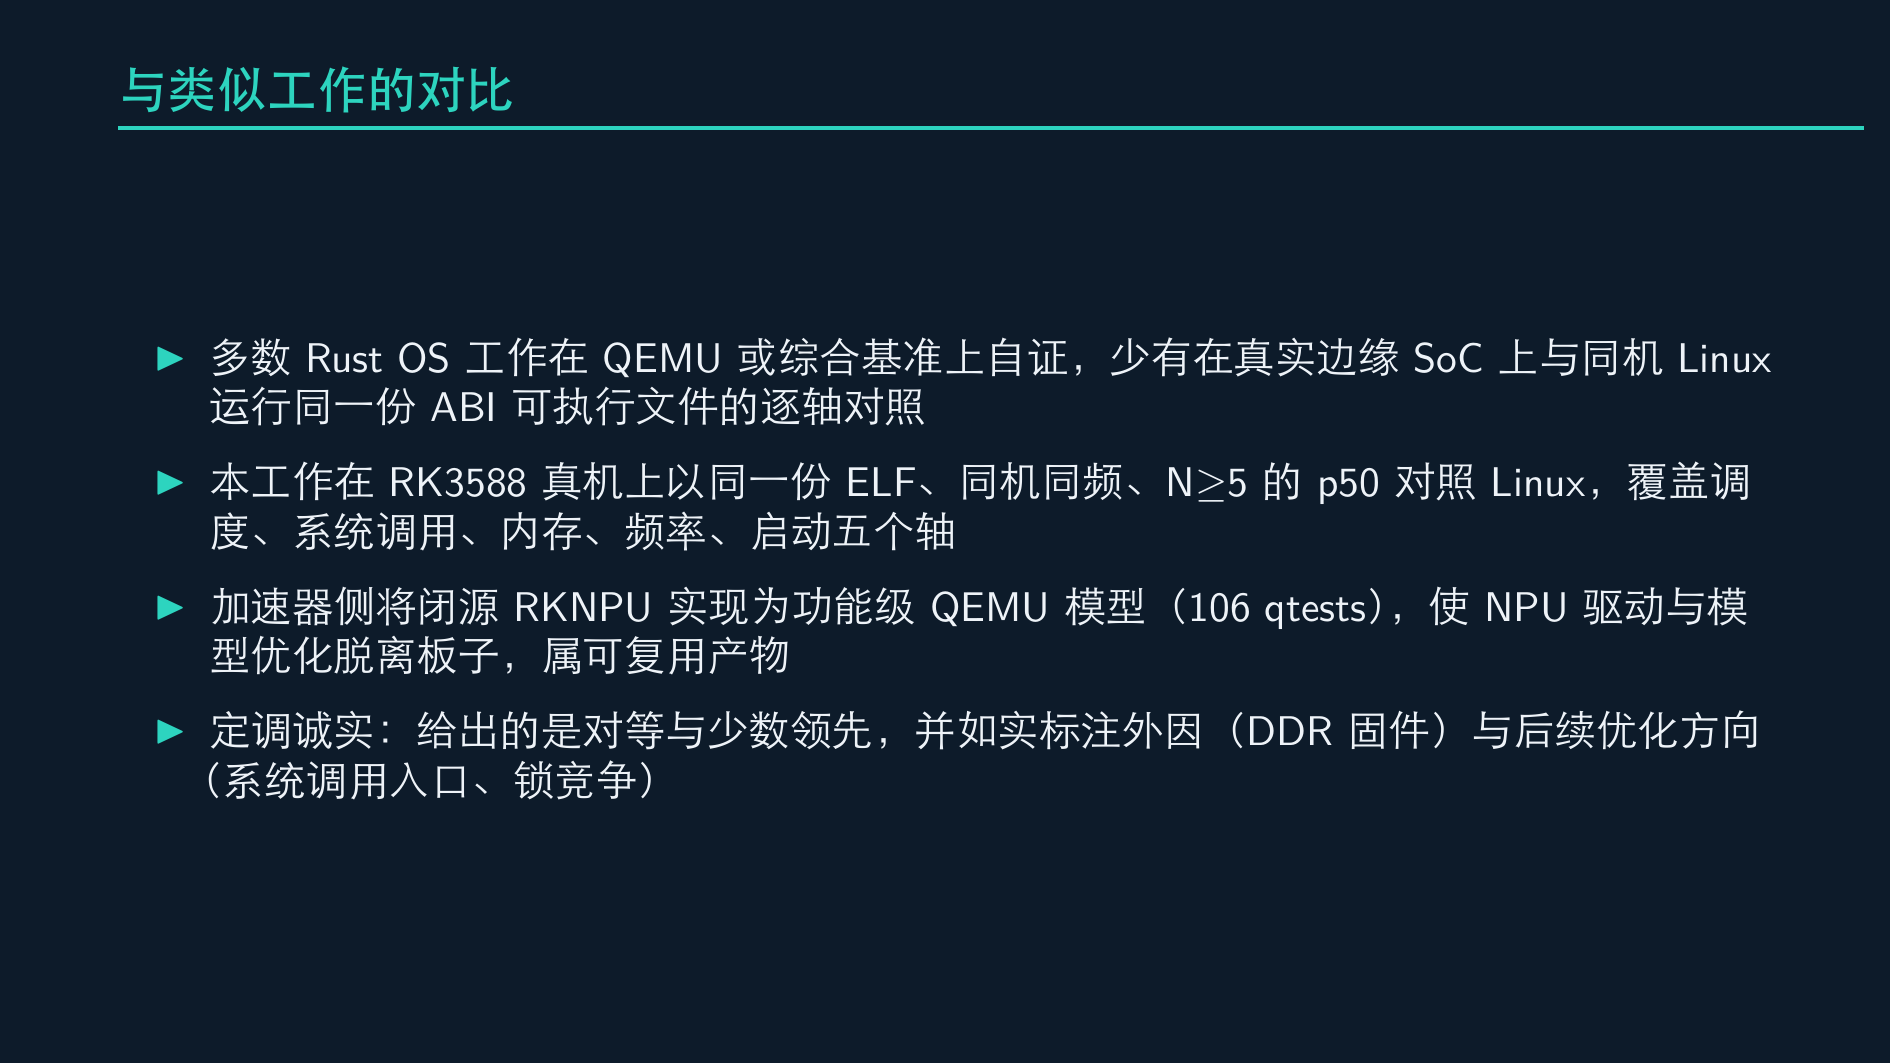 与类似工作的对比
多数 Rust OS 工作在 QEMU 或综合基准上自证，少有在真实边缘 SoC 上与同机 Linux
运行同一份 ABI 可执行文件的逐轴对照
本工作在 RK3588 真机上以同一份 ELF、同机同频、N≥5 的 p50 对照 Linux，覆盖调
度、系统调用、内存、频率、启动五个轴
加速器侧将闭源 RKNPU 实现为功能级 QEMU 模型（106 qtests），使 NPU 驱动与模
型优化脱离板子，属可复用产物
定调诚实：给出的是对等与少数领先，并如实标注外因（DDR 固件）与后续优化方向
（系统调用入口、锁竞争）